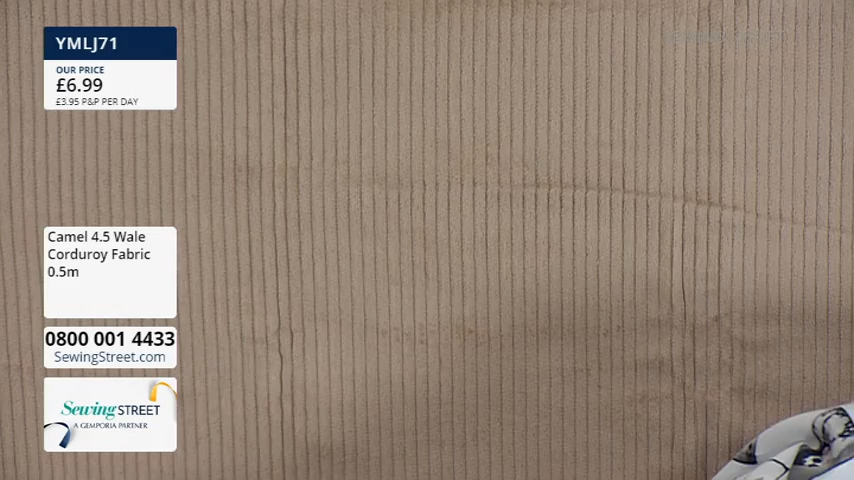 YMLJ71
OUR PRICE
£6.99
£3.95 P&P PER DAY
Camel 4.5 Wale
Corduroy Fabric
0.5m
0800 001 4433
SewingStreet.com
Sewing STREET
A GEMPORIA PARTNER